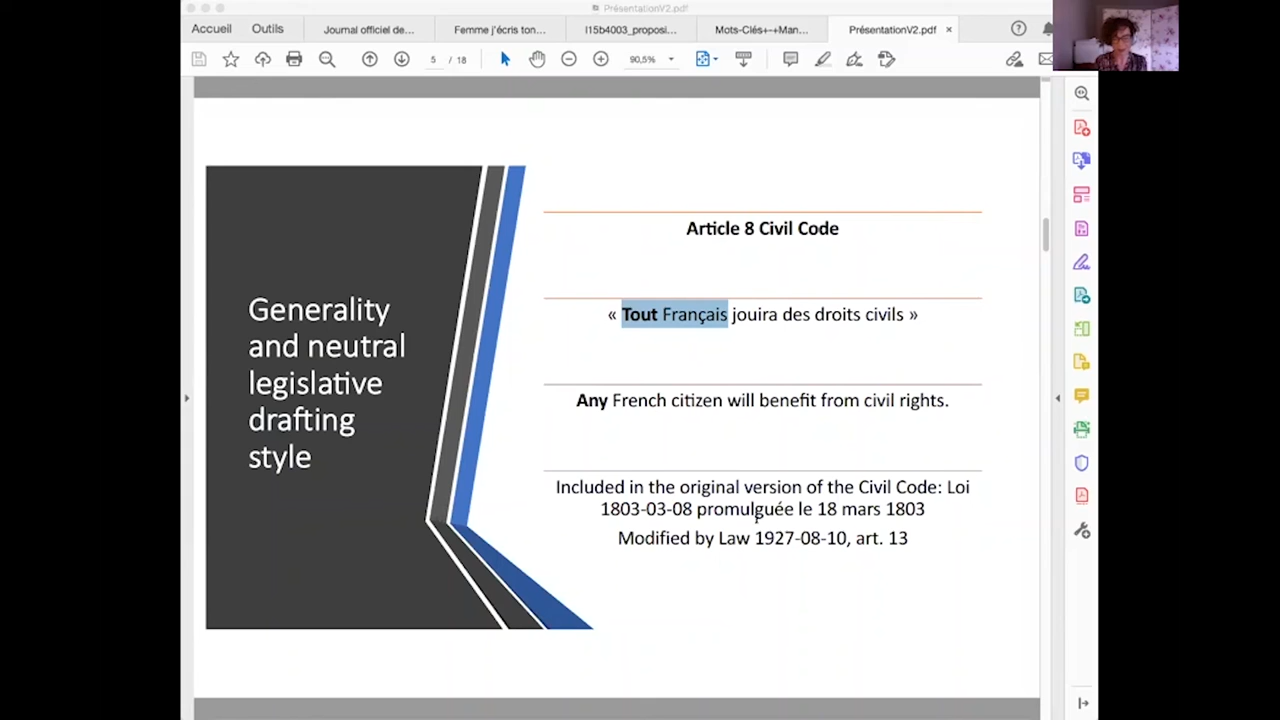 PrésentationV2.pdf
Accueil
Outils
Journal officiel de...
Femme j'écris ton...
l15b4003_proposi...
Mots-Clés+-+Man...
PrésentationV2.pdf
5 / 18
90,5%
Generality
and neutral
legislative
drafting
style
Article 8 Civil Code
« Tout Français jouira des droits civils »
Any French citizen will benefit from civil rights.
Included in the original version of the Civil Code: Loi
1803-03-08 promulguée le 18 mars 1803
Modified by Law 1927-08-10, art. 13